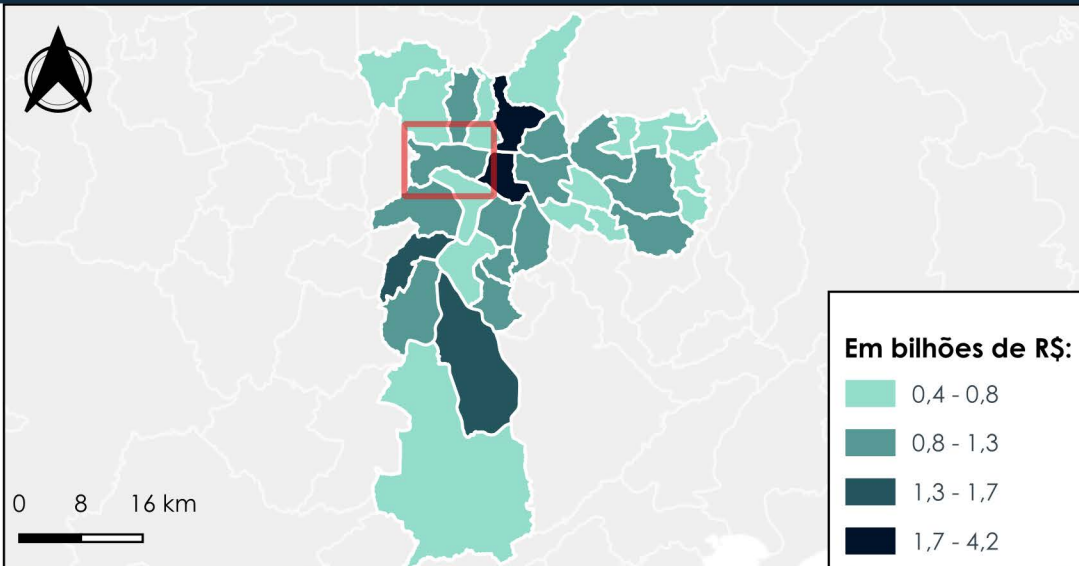 Em bilhões de R$:
0,4 - 0,8
0,8 - 1,3
1,3 - 1,7
1,7 - 4,2
0 8 16 km